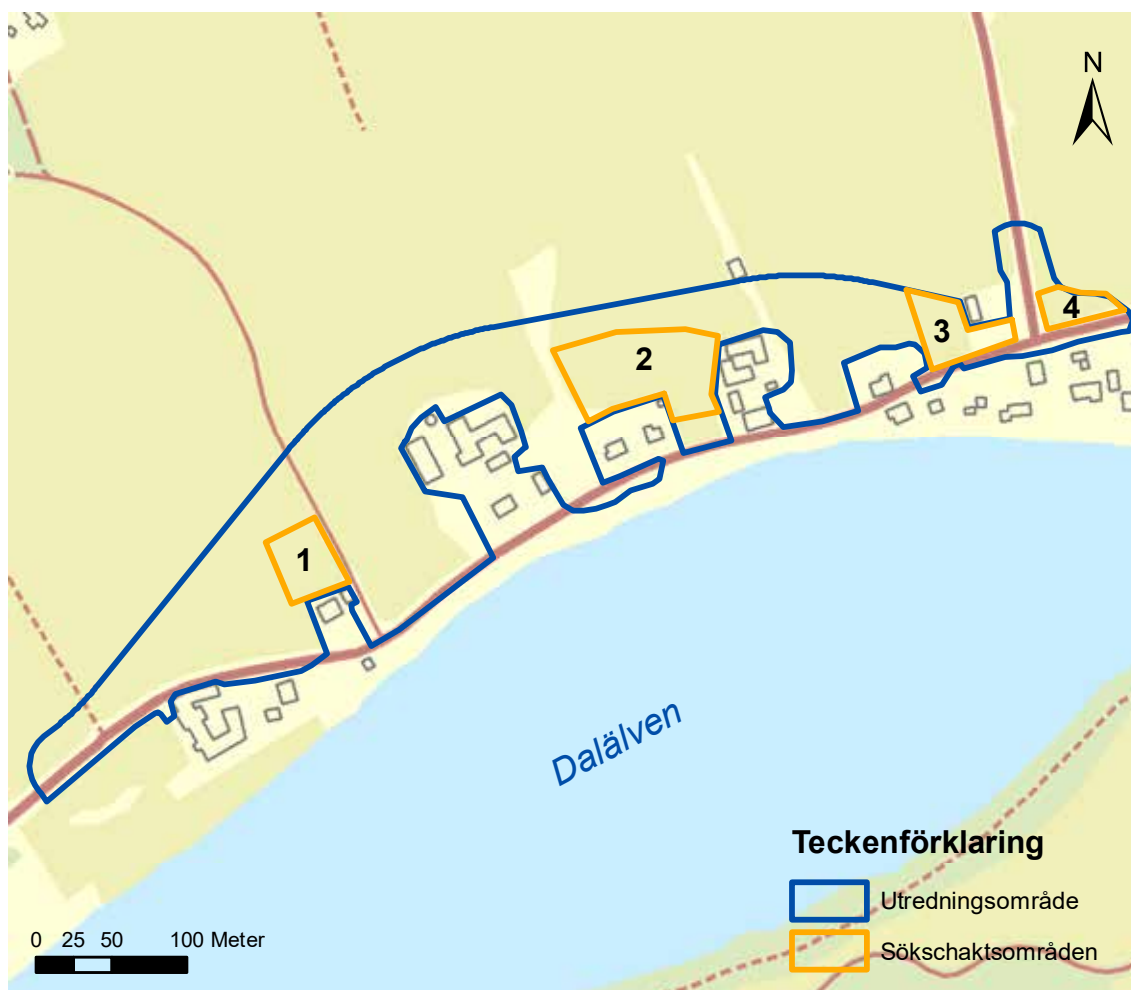 N
1
2
3
4
Dalälven
Teckenförklaring
Utredningsområde
Sökschaktsområden
0 25 50 100 Meter